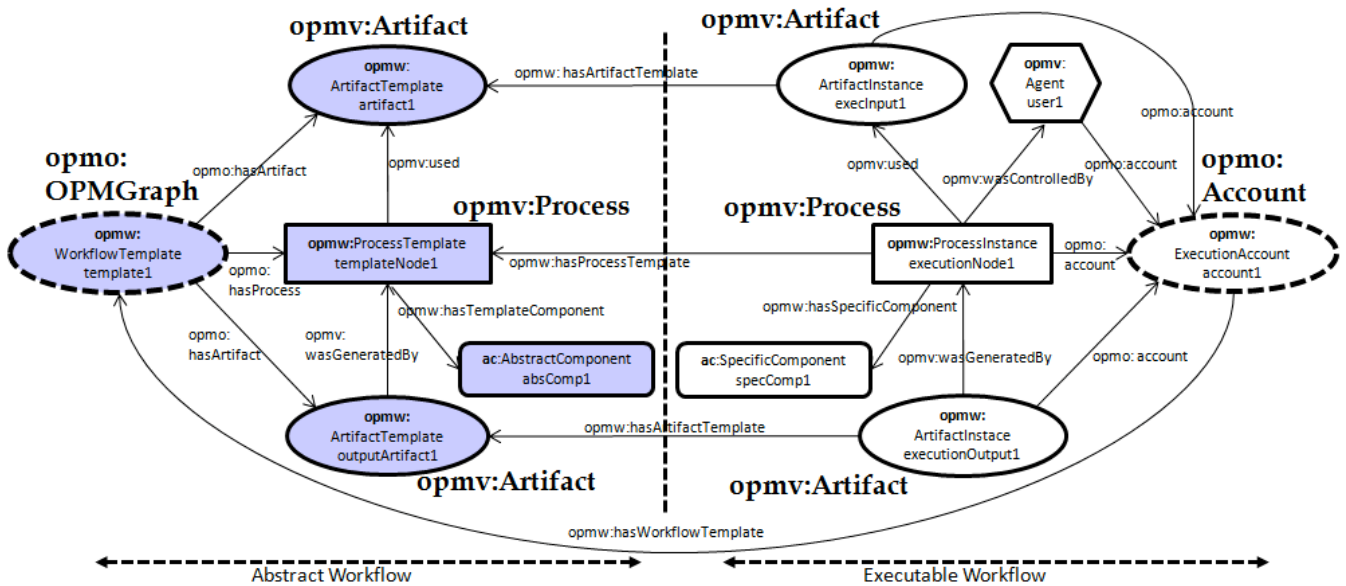 opmv:Artifact
opmv:Artifact
opmw:
ArtifactTemplate
artifact1
opmw: hasArtifactTemplate
opmw:
ArtifactInstance
execInput1
opmv:
Agent
user1
opmo:account
opmo:
OPMGraph
opmo:hasArtifact
opmv:used
opmv:used
opmv:wasControlledBy
opmo:account
opmo:
Account
opmv:Process
opmv:Process
opmw:
WorkflowTemplate
template1
opmo:
hasProcess
opmw:ProcessTemplate
templateNode1
opmw:hasProcessTemplate
opmw:ProcessInstance
executionNode1
opmo:
account
opmw:
ExecutionAccount
account1
opmo:
hasArtifact
opmv:
wasGeneratedBy
opmw:hasTemplateComponent
opmw:hasSpecificComponent
ac:AbstractComponent
absComp1
ac:SpecificComponent
specComp1
opmv:wasGeneratedBy
opmo: account
opmw:
ArtifactTemplate
outputArtifact1
opmw:hasArtifactTemplate
opmw:
ArtifactInstace
executionOutput1
opmv:Artifact
opmv:Artifact
opmw:hasWorkflowTemplate
Abstract Workflow
Executable Workflow